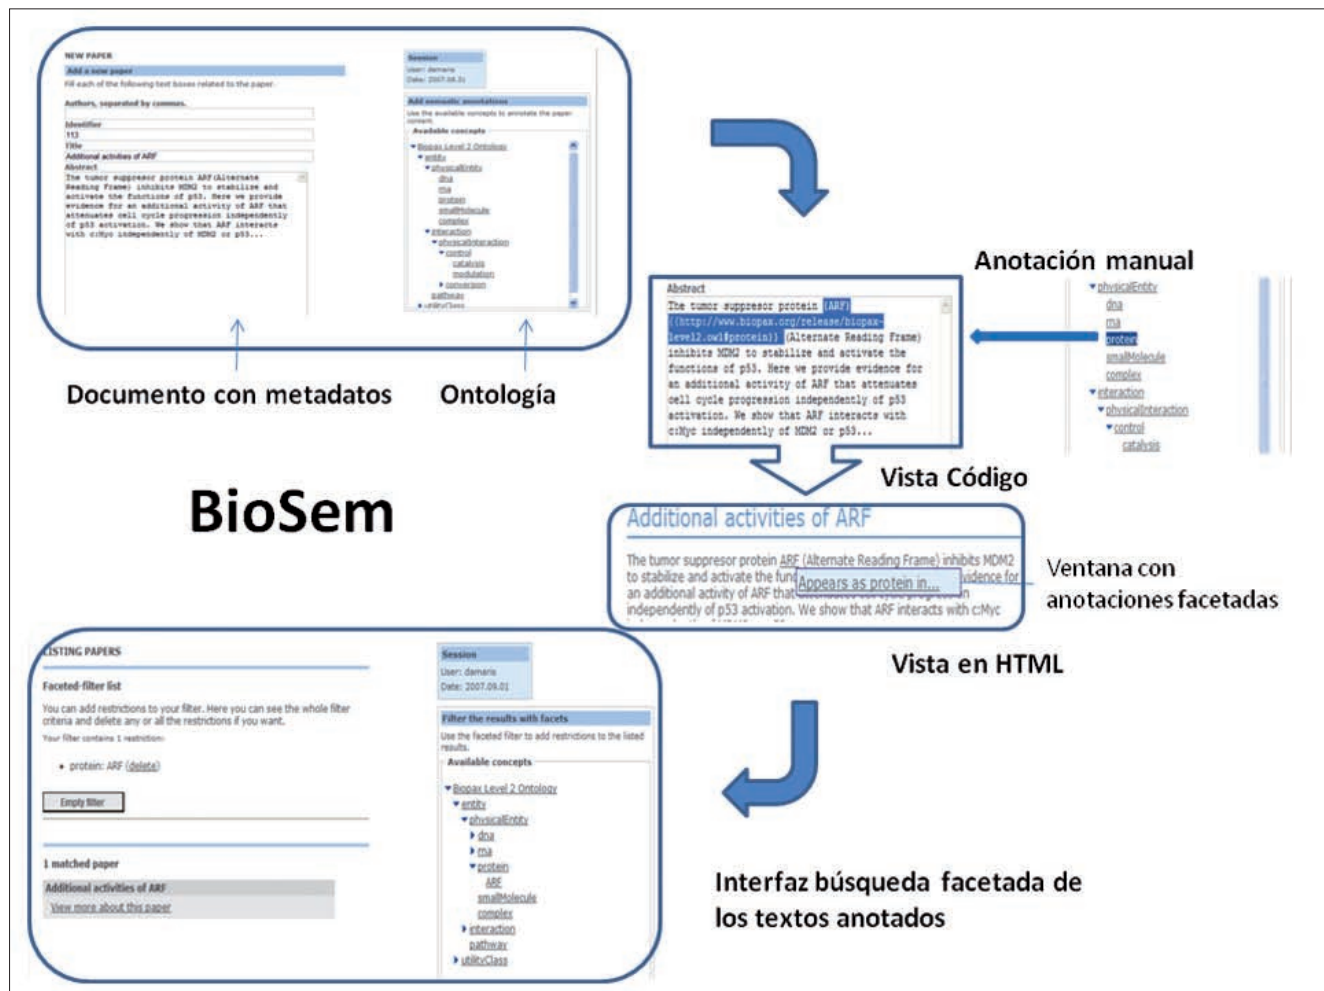 NEW PAPER
Add a new paper
Fill each of the following text boxes related to the paper.
Authors, separated by commas.
Identifier
113
Title
Additional activities of ARF
Abstract
The tumor suppresor protein ARF(Alternate
Reading Frame) inhibits MDM2 to stabilize and
activate the functions of p53. Here we provide
evidence for an additional activity of ARF that
attenuates cell cycle progression independently
of p53 activation. We show that ARF interacts
with c:Myc independently of MDM2 or p53...
Session
User: damaris
Date: 2007.08.31
Add semantic annotations
Use the available concepts to annotate the paper
content.
Available concepts
Biopax Level 2 Ontology
entity
physicalEntity
dna
rna
protein
smallMolecule
complex
interaction
physicalInteraction
control
catalysis
modulation
conversion
pathway
utilityClass
Documento con metadatos
Ontología
Anotación manual
physicalEntity
dna
rna
protein
smallMolecule
complex
interaction
physicalInteraction
control
catalysis
Abstract
The tumor suppresor protein (ARF)
((http://www.biopax.org/release/biopax-
level2.owl#protein)) (Alternate Reading Frame)
inhibits MDM2 to stabilize and activate the
functions of p53. Here we provide evidence for
an additional activity of ARF that attenuates
cell cycle progression independently of p53
activation. We show that ARF interacts with
c:Myc independently of MDM2 or p53...
Vista Código
BioSem
Additional activities of ARF
The tumor suppresor protein ARF (Alternate Reading Frame) inhibits MDM2
to stabilize and activate the func
vidence for
Appears as protein in...
an additional activity of ARF that
independently of p53 activation. We show that ARF interacts with c:Myc
Ventana con
anotaciones facetadas
Vista en HTML
LISTING PAPERS
Faceted-filter list
You can add restrictions to your filter. Here you can see the whole filter
criteria and delete any or all the restrictions if you want.
Your filter contains 1 restriction:
• protein: ARF (delete)
Empty filter
1 matched paper
Additional activities of ARF
View more about this paper
Session
User: damaris
Date: 2007.09.01
Filter the results with facets
Use the faceted filter to add restrictions to the listed
results.
Available concepts
Biopax Level 2 Ontology
entity
physicalEntity
dna
rna
protein
ARF
smallMolecule
complex
interaction
pathway
utilityClass
Interfaz búsqueda facetada de
los textos anotados